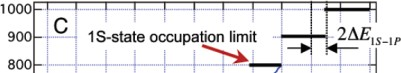 1000
C
1S-state occupation limit
2ΔE1S−1P
900
800